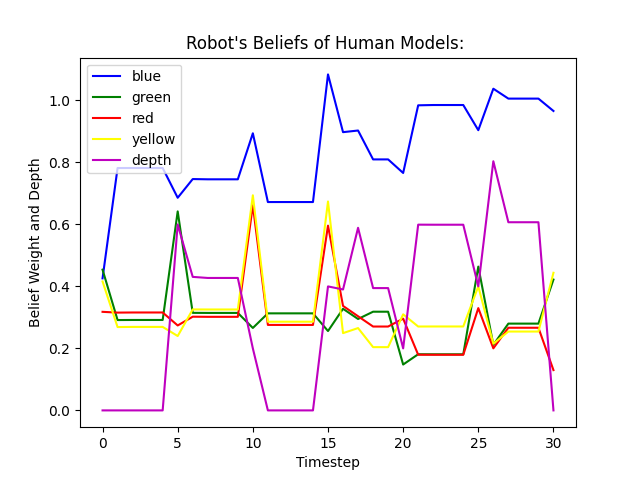 Robot's Beliefs of Human Models:
blue
green
red
yellow
depth
Belief Weight and Depth
1.0
0.8
0.6
0.4
0.2
0.0
0 5 10 15 20 25 30
Timestep